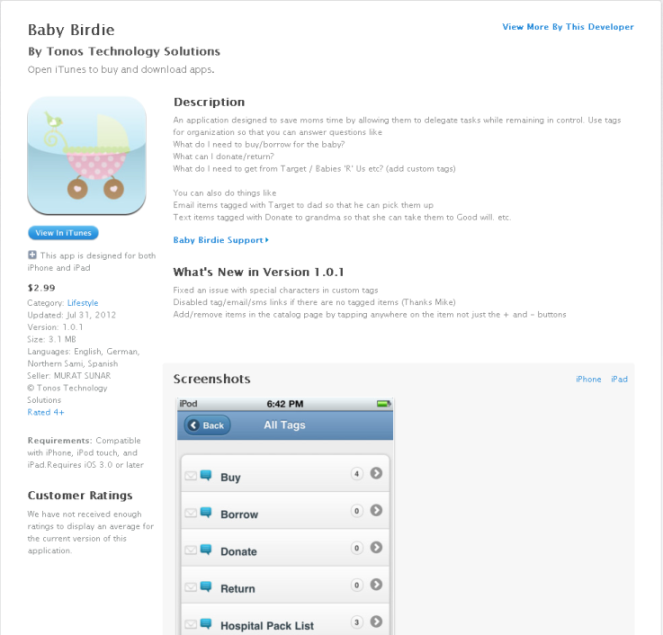 Baby Birdie
View More By This Developer
By Tonos Technology Solutions
Open iTunes to buy and download apps.
View In iTunes
This app is designed for both
iPhone and iPad
$2.99
Category: Lifestyle
Updated: Jul 31, 2012
Version: 1.0.1
Size: 3.1 MB
Languages: English, German,
Northern Sami, Spanish
Seller: MURAT SUNAR
© Tonos Technology
Solutions
Rated 4+
Requirements: Compatible
with iPhone, iPod touch, and
iPad.Requires iOS 3.0 or later
Customer Ratings
We have not received enough
ratings to display an average for
the current version of this
application.
Description
An application designed to save moms time by allowing them to delegate tasks while remaining in control. Use tags
for organization so that you can answer questions like
What do I need to buy/borrow for the baby?
What can I donate/return?
What do I need to get from Target / Babies 'R' Us etc? (add custom tags)
You can also do things like
Email items tagged with Target to dad so that he can pick them up
Text items tagged with Donate to grandma so that she can take them to Good will. etc.
Baby Birdie Support
What's New in Version 1.0.1
Fixed an issue with special characters in custom tags
Disabled tag/email/sms links if there are no tagged items (Thanks Mike)
Add/remove items in the catalog page by tapping anywhere on the item not just the + and - buttons
Screenshots
iPhone iPad
iPod 6:42 PM
Back All Tags
Buy 4
Borrow 0
Donate 0
Return 0
Hospital Pack List 3